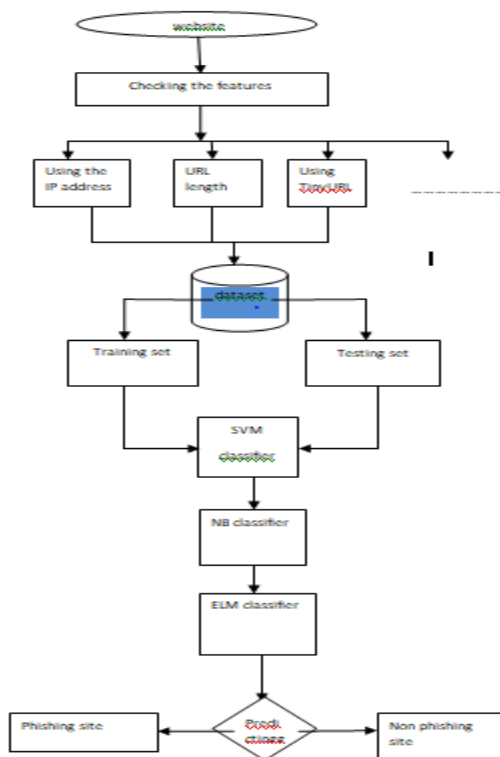 website
Checking the features
Using the
IP address
URL
length
Using
TinyURL
dataset
Training set
Testing set
SVM
classifier
NB classifier
ELM classifier
Predi
ctingg
Phishing site
Non phishing
site